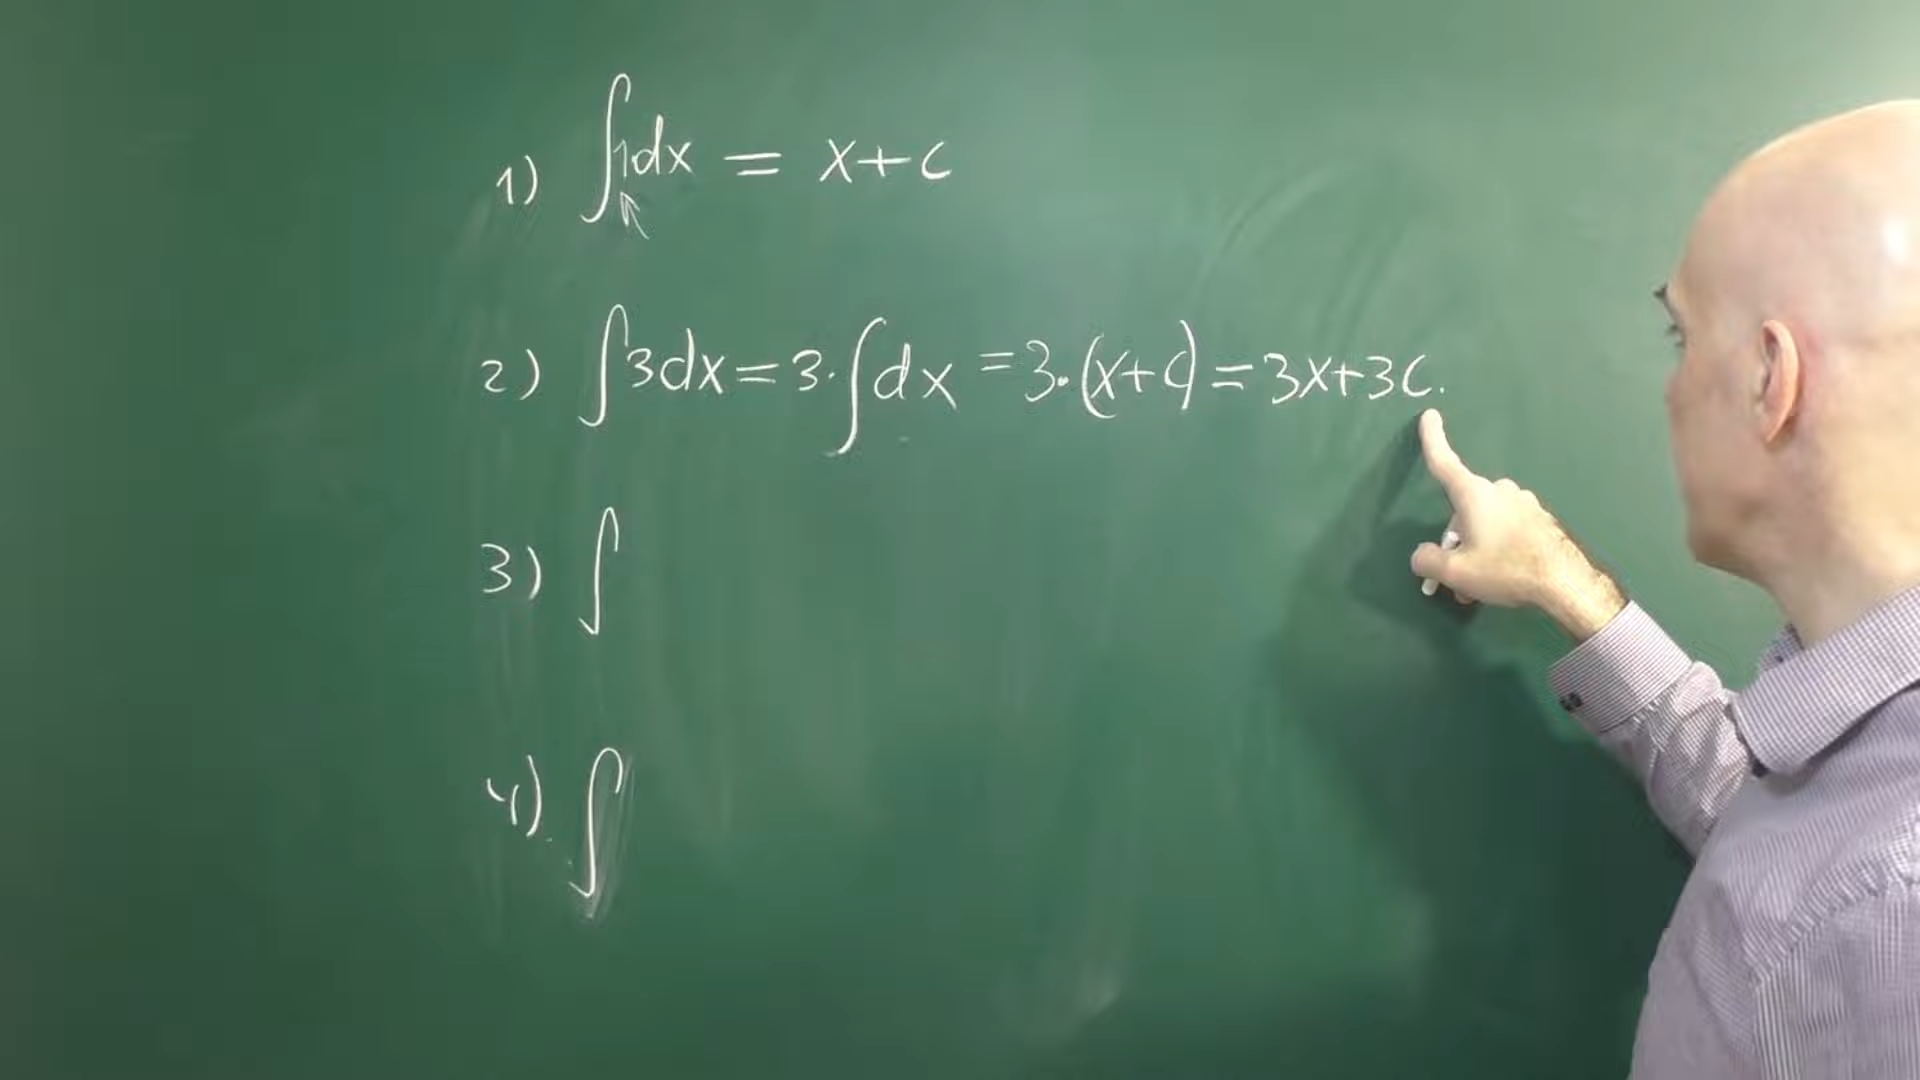 1) ∫1dx = x+c
2) ∫3dx = 3·∫dx = 3·(x+c) = 3x+3c.
3) ∫
4) ∫